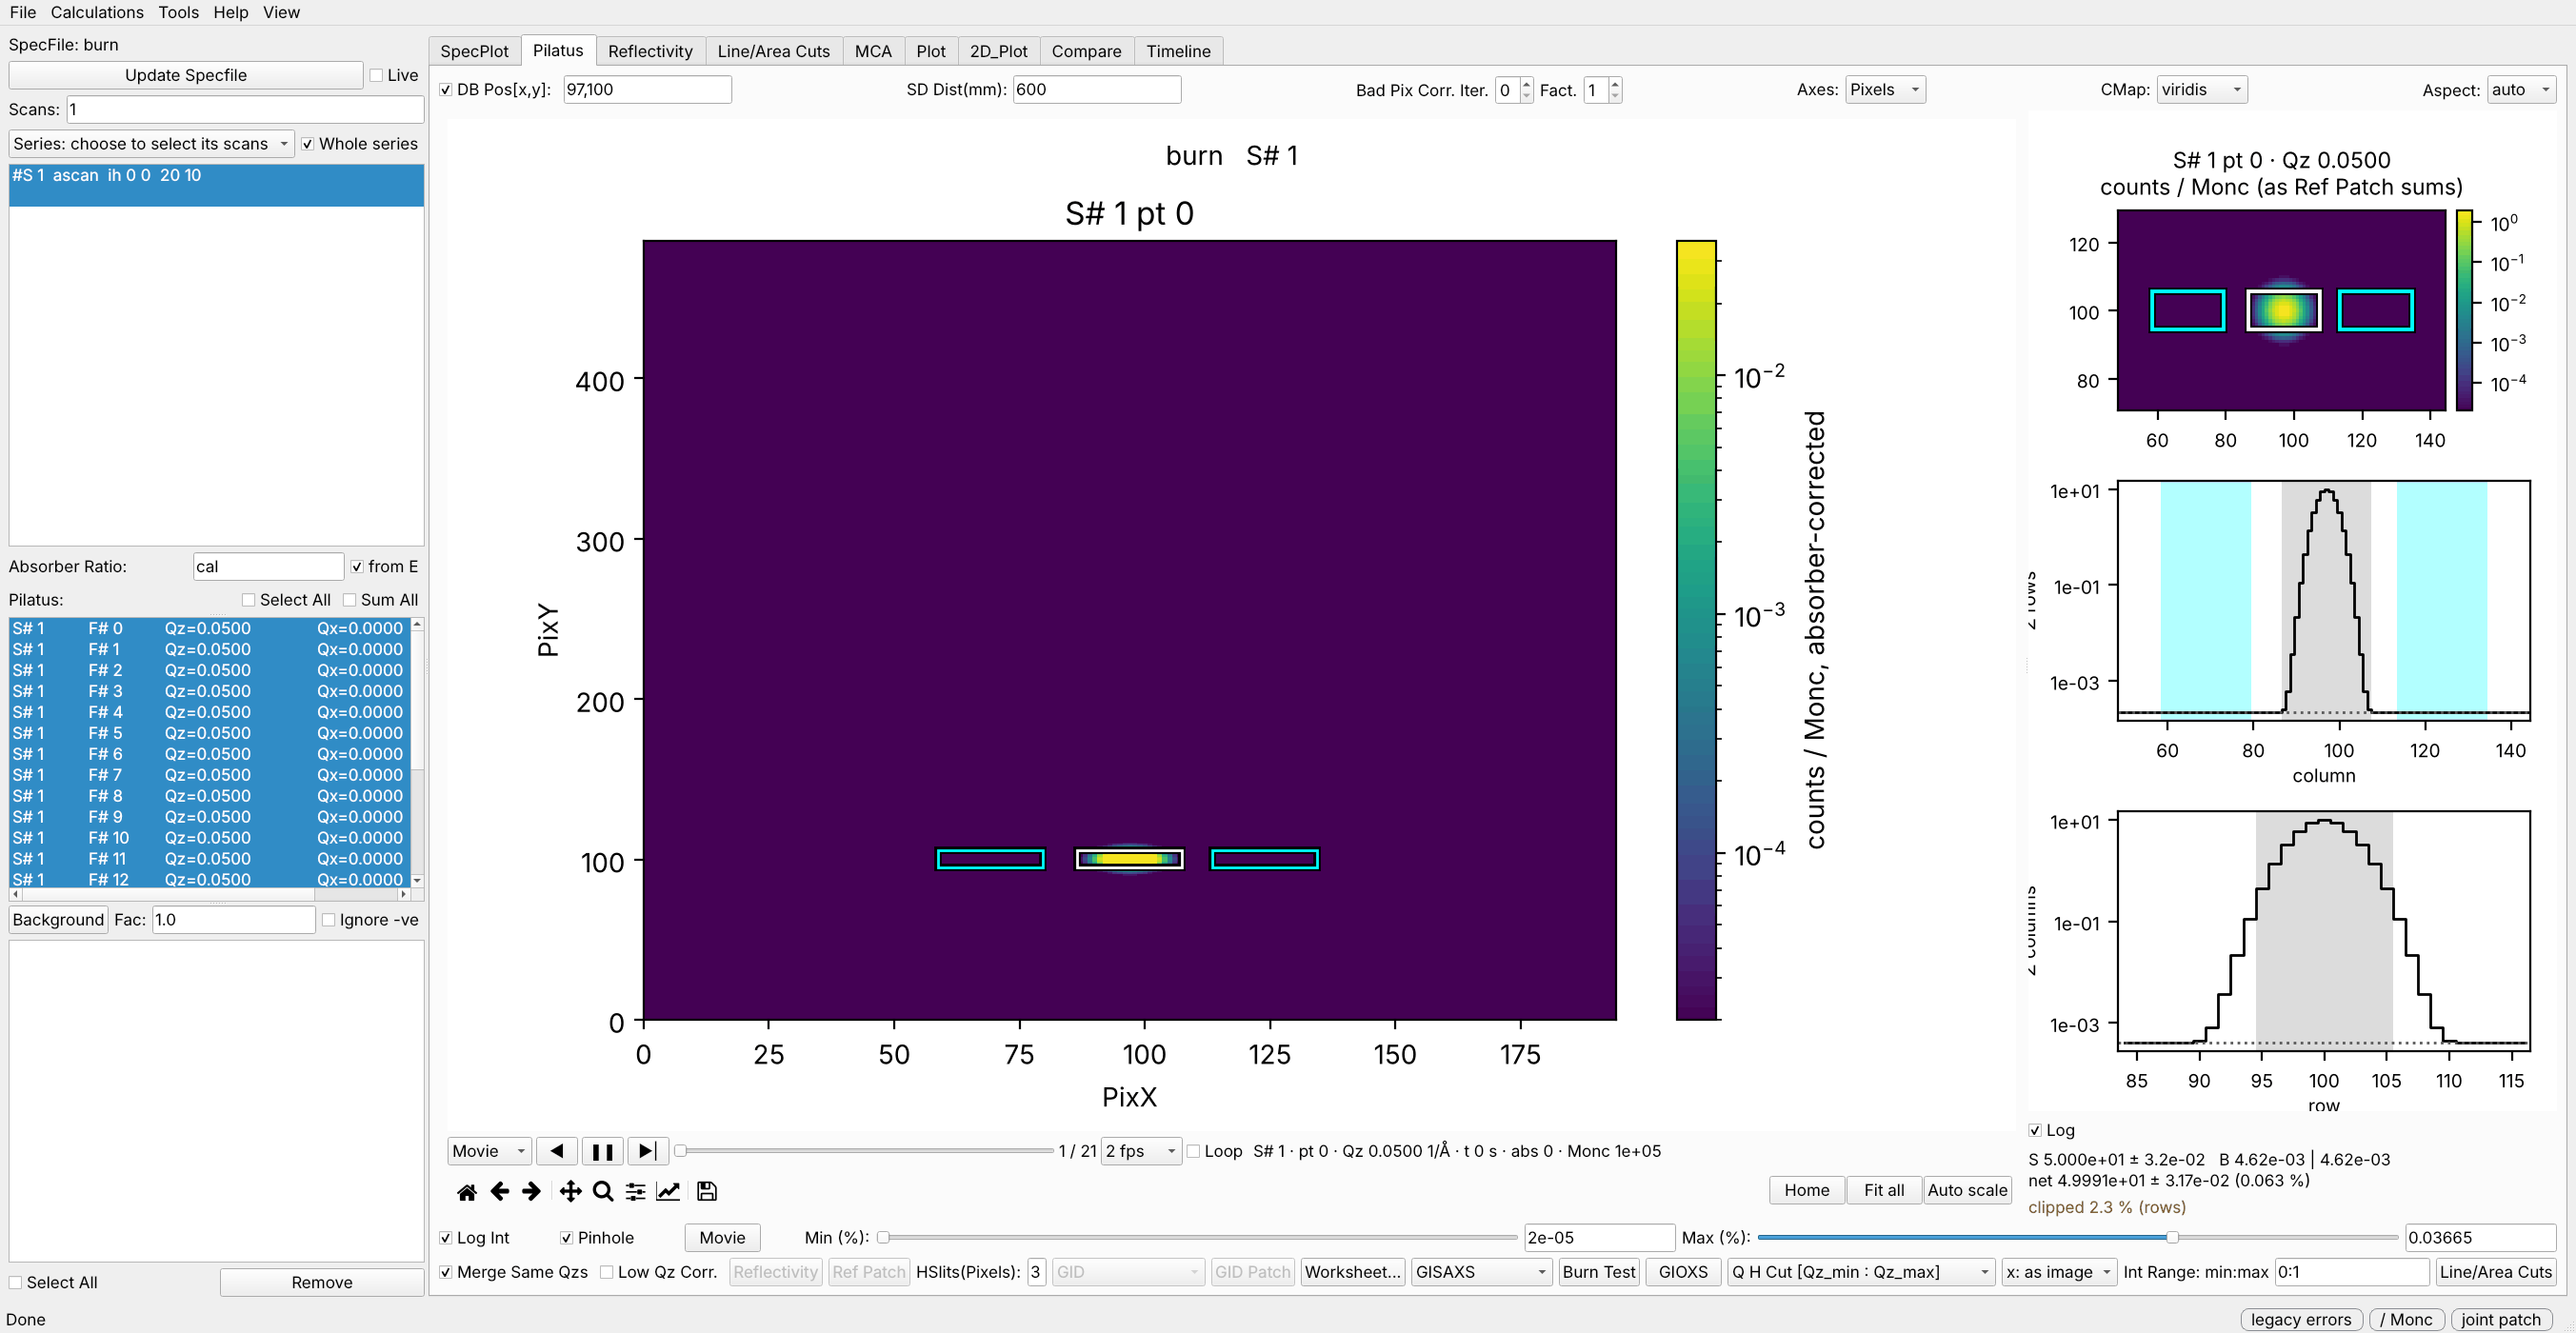 File Calculations Tools Help View
SpecFile: burn
Update Specfile Live
Scans: 1
Series: choose to select its scans Whole series
#S 1 ascan ih 0 0 20 10
Absorber Ratio: cal from E
Pilatus: Select All Sum All
S# 1 F# 0 Qz=0.0500 Qx=0.0000
S# 1 F# 1 Qz=0.0500 Qx=0.0000
S# 1 F# 2 Qz=0.0500 Qx=0.0000
S# 1 F# 3 Qz=0.0500 Qx=0.0000
S# 1 F# 4 Qz=0.0500 Qx=0.0000
S# 1 F# 5 Qz=0.0500 Qx=0.0000
S# 1 F# 6 Qz=0.0500 Qx=0.0000
S# 1 F# 7 Qz=0.0500 Qx=0.0000
S# 1 F# 8 Qz=0.0500 Qx=0.0000
S# 1 F# 9 Qz=0.0500 Qx=0.0000
S# 1 F# 10 Qz=0.0500 Qx=0.0000
S# 1 F# 11 Qz=0.0500 Qx=0.0000
S# 1 F# 12 Qz=0.0500 Qx=0.0000
Background Fac: 1.0 Ignore -ve
Select All Remove
SpecPlot Pilatus Reflectivity Line/Area Cuts MCA Plot 2D_Plot Compare Timeline
DB Pos[x,y]: 97,100 SD Dist(mm): 600 Bad Pix Corr. Iter. 0 Fact. 1 Axes: Pixels CMap: viridis Aspect: auto
burn S# 1
S# 1 pt 0
PixY
400
300
200
100
0
0 25 50 75 100 125 150 175
PixX
10⁻²
10⁻³
10⁻⁴
counts / Monc, absorber-corrected
S# 1 pt 0 · Qz 0.0500
counts / Monc (as Ref Patch sums)
120
100
80
60 80 100 120 140
10⁰
10⁻¹
10⁻²
10⁻³
10⁻⁴
1e+01
1e-01
1e-03
60 80 100 120 140
column
1e+01
1e-01
1e-03
85 90 95 100 105 110 115
row
Log
S 5.000e+01 ± 3.2e-02 B 4.62e-03 | 4.62e-03
net 4.9991e+01 ± 3.17e-02 (0.063 %)
clipped 2.3 % (rows)
Movie 1 / 21 2 fps Loop S# 1 · pt 0 · Qz 0.0500 1/Å · t 0 s · abs 0 · Monc 1e+05
Home Fit all Auto scale
Log Int Pinhole Movie Min (%): 2e-05 Max (%): 0.03665
Merge Same Qzs Low Qz Corr. Reflectivity Ref Patch HSlits(Pixels): 3 GID GID Patch Worksheet... GISAXS Burn Test GIOXS Q H Cut [Qz_min : Qz_max] x: as image Int Range: min:max 0:1 Line/Area Cuts
Done legacy errors / Monc joint patch